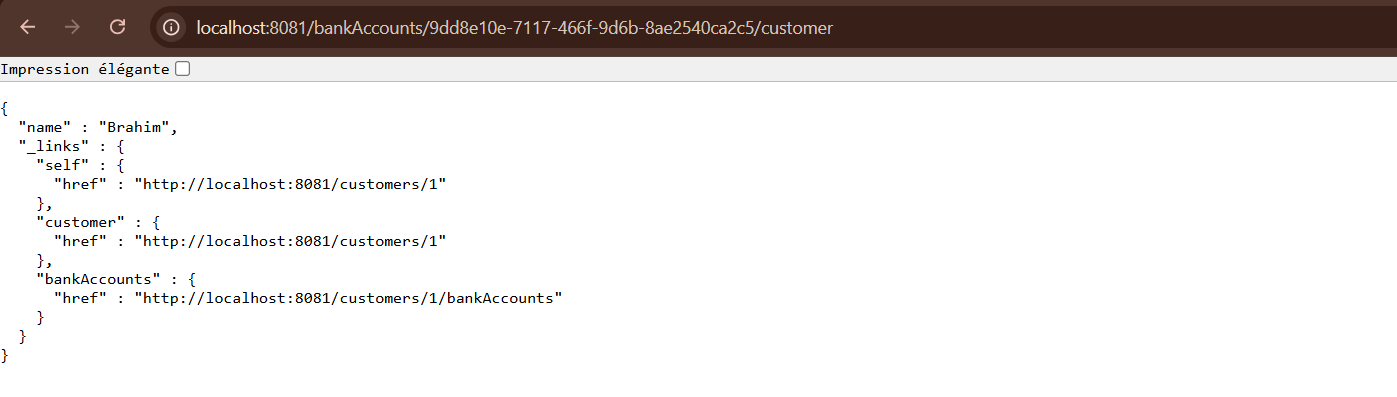 localhost:8081/bankAccounts/9dd8e10e-7117-466f-9d6b-8ae2540ca2c5/customer
Impression élégante
{
  "name" : "Brahim",
  "_links" : {
    "self" : {
      "href" : "http://localhost:8081/customers/1"
    },
    "customer" : {
      "href" : "http://localhost:8081/customers/1"
    },
    "bankAccounts" : {
      "href" : "http://localhost:8081/customers/1/bankAccounts"
    }
  }
}